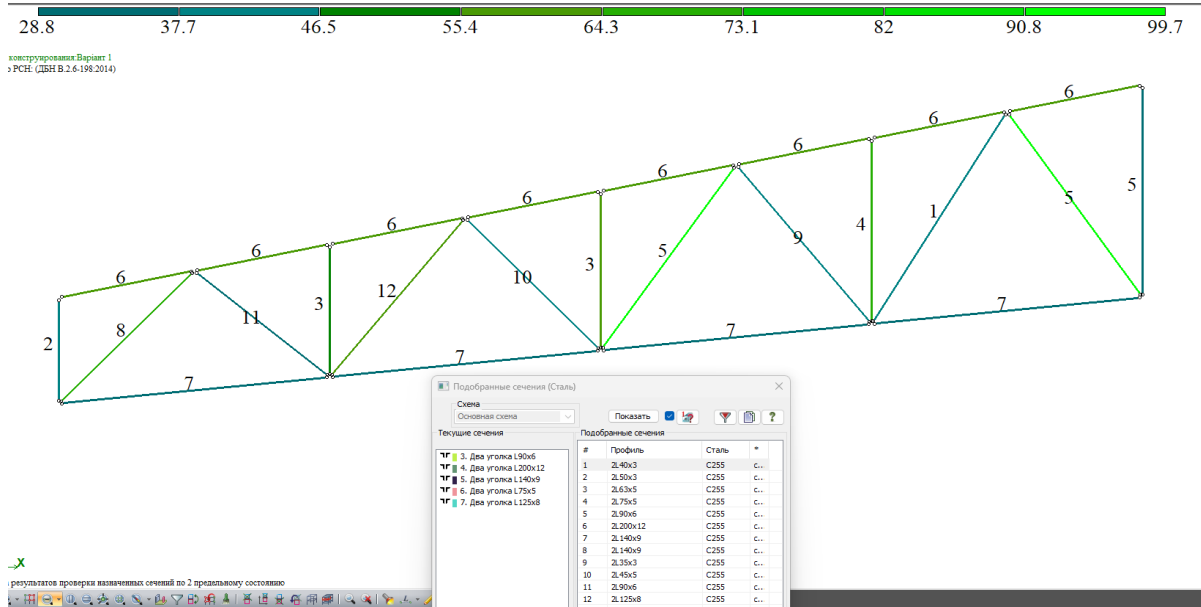 28.8 37.7 46.5 55.4 64.3 73.1 82 90.8 99.7
конструирования:Варіант 1
РСН: (ДБН В.2.6-198:2014)
6
6
6
5
6
4
1
5
6
6
5
9
7
6
3
10
7
6
3
12
7
6
2
8
11
7
Подобранные сечения (Сталь)
Схема
Основная схема
Показать
?
Текущие сечения
3. Два уголка L90x6
4. Два уголка L200x12
5. Два уголка L140x9
6. Два уголка L75x5
7. Два уголка L125x8
Подобранные сечения
# Профиль Сталь *
1 2L40x3 C255 с..
2 2L50x3 C255 с..
3 2L63x5 C255 с..
4 2L75x5 C255 с..
5 2L90x6 C255 с..
6 2L200x12 C255 с..
7 2L140x9 C255 с..
8 2L140x9 C255 с..
9 2L35x3 C255 с..
10 2L45x5 C255 с..
11 2L90x6 C255 с..
12 2L125x8 C255 с..
X
результатов проверки назначенных сечений по 2 предельному состоянию